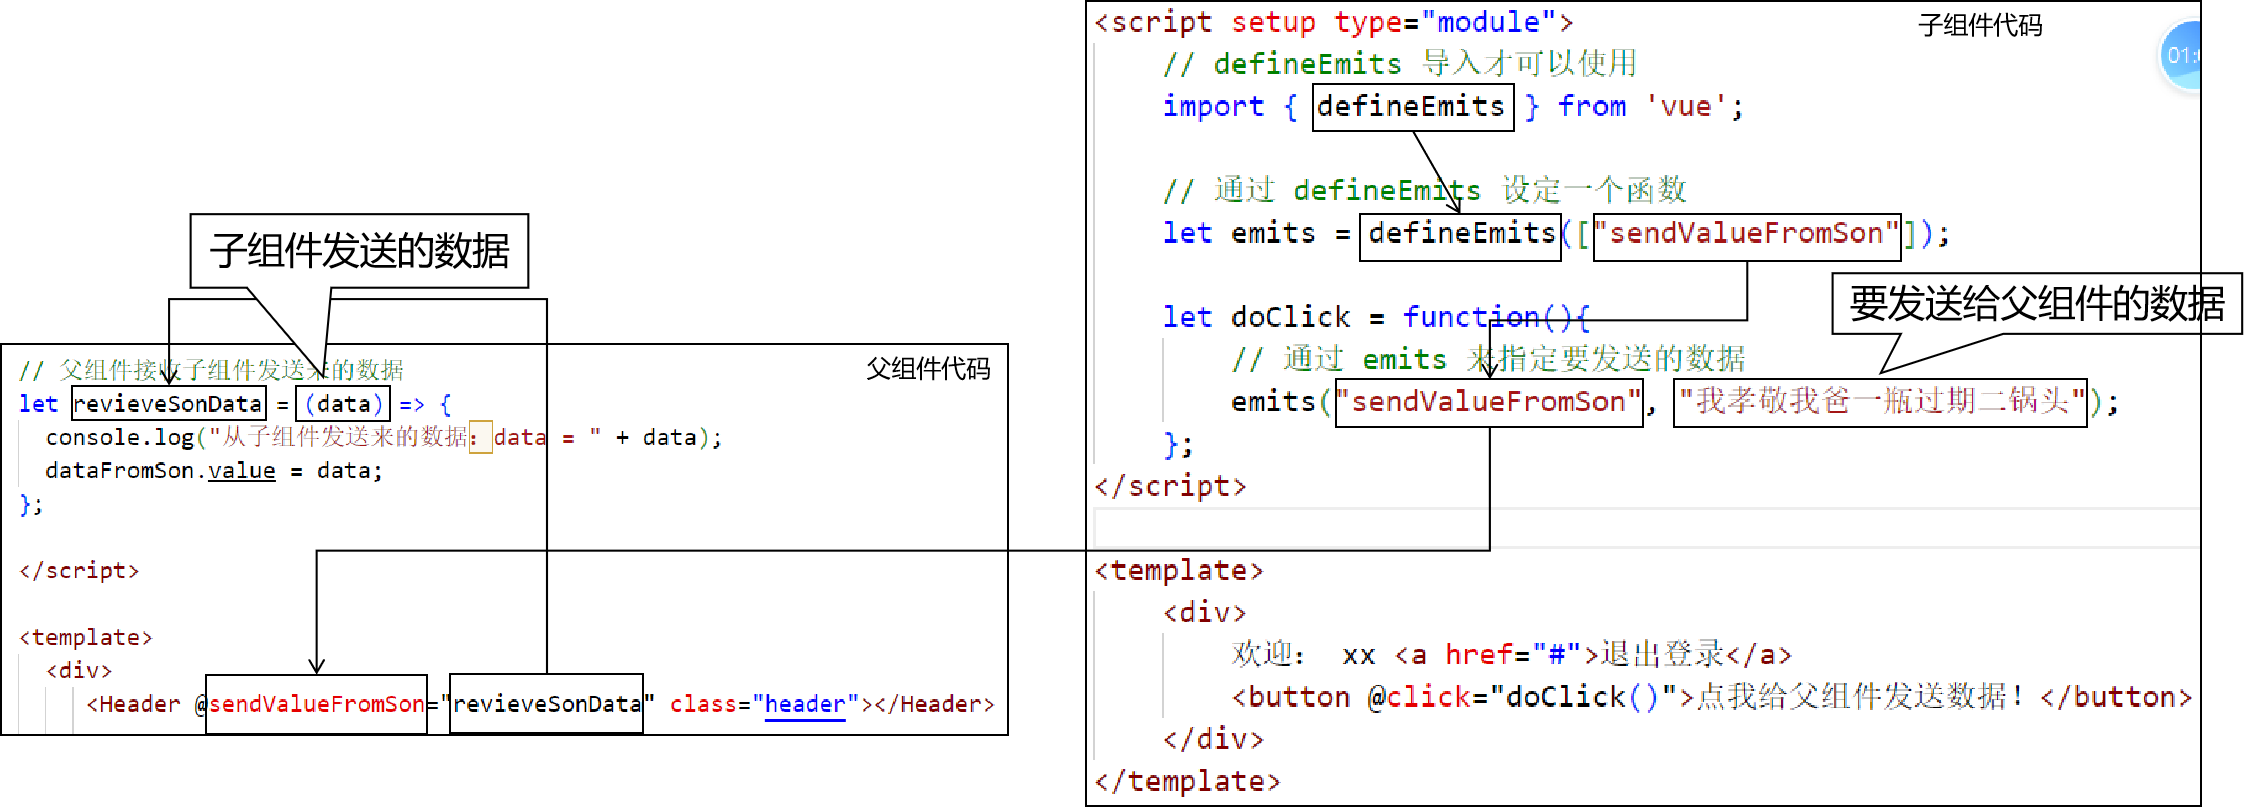 子组件发送的数据
// 父组件接收子组件发送来的数据
父组件代码
let revieveSonData = (data) => {
console.log("从子组件发送来的数据：data = " + data);
dataFromSon.value = data;
};
</script>
<template>
<div>
<Header @sendValueFromSon="revieveSonData" class="header"></Header>
<script setup type="module">
子组件代码
// defineEmits 导入才可以使用
import { defineEmits } from 'vue';
// 通过 defineEmits 设定一个函数
let emits = defineEmits(["sendValueFromSon"]);
要发送给父组件的数据
let doClick = function(){
// 通过 emits 来指定要发送的数据
emits("sendValueFromSon", "我孝敬我爸一瓶过期二锅头");
};
</script>
<template>
<div>
欢迎： xx <a href="#">退出登录</a>
<button @click="doClick()">点我给父组件发送数据！</button>
</div>
</template>